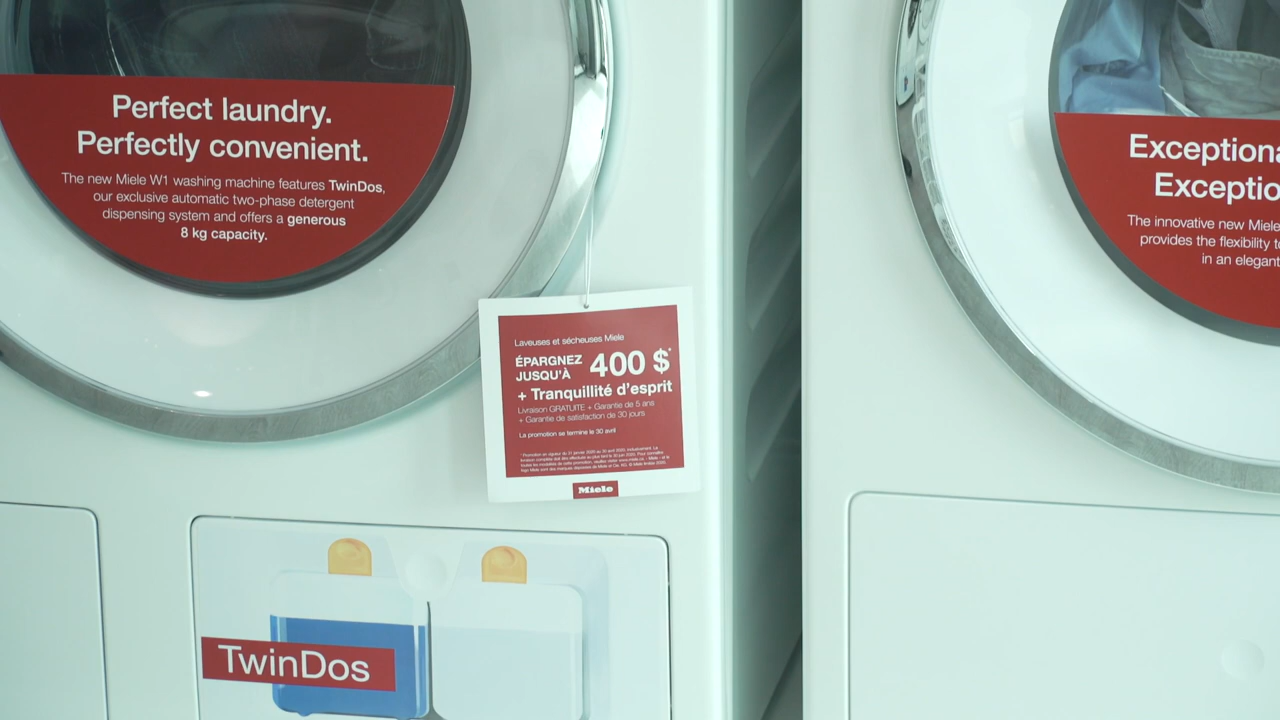 Perfect laundry.
Perfectly convenient.
The new Miele W1 washing machine features TwinDos,
our exclusive automatic two-phase detergent
dispensing system and offers a generous
8 kg capacity.
Laveuses et sécheuses Miele
ÉPARGNEZ
JUSQU'À
400 $*
+ Tranquillité d'esprit
Livraison GRATUITE + Garantie de 5 ans
+ Garantie de satisfaction de 30 jours
La promotion se termine le 30 avril
Miele
TwinDos
Exceptiona
Exceptio
The innovative new Miele
provides the flexibility t
in an elegant